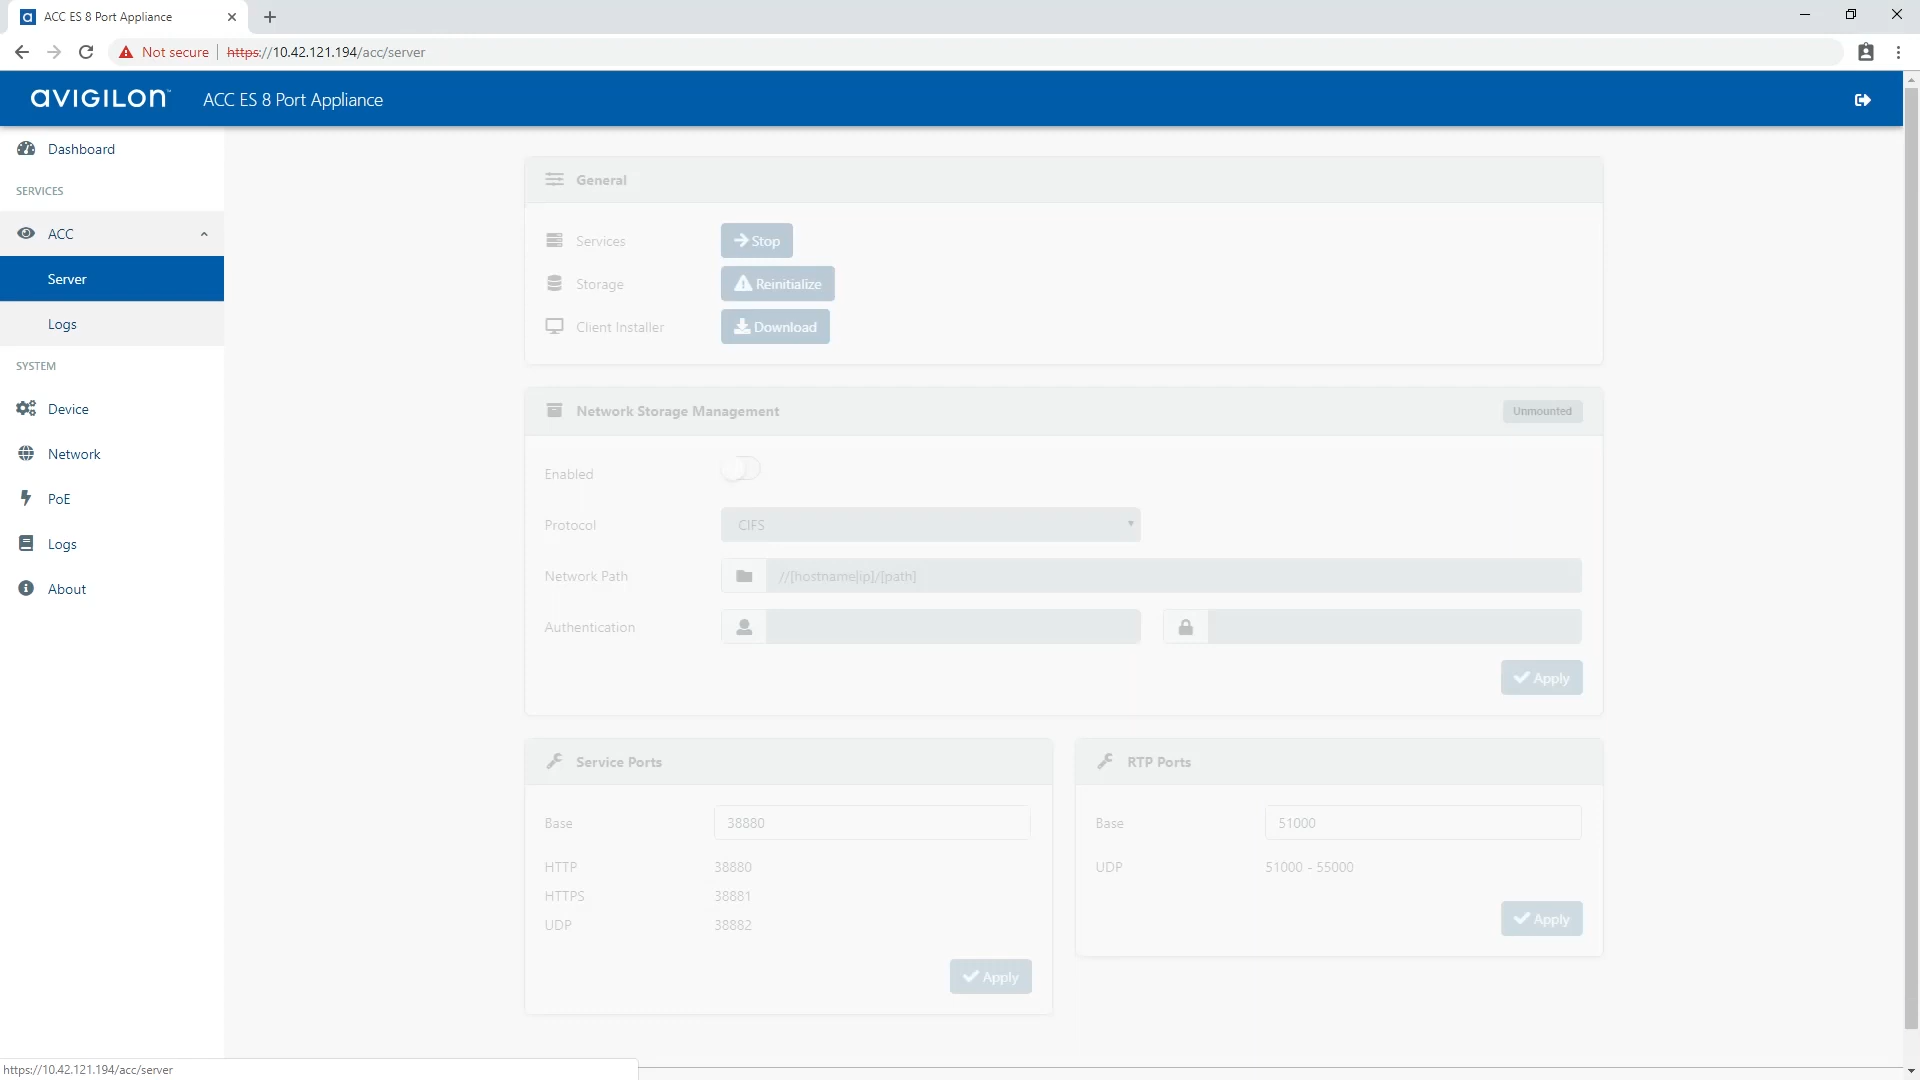 ACC ES 8 Port Appliance
Not secure https://10.42.121.194/acc/server
aVIGILON™ ACC ES 8 Port Appliance
Dashboard
SERVICES
ACC
Server
Logs
SYSTEM
Device
Network
PoE
Logs
About
General
Services Stop
Storage Reinitialize
Client Installer Download
Network Storage Management Unmounted
Enabled
Protocol CIFS
Network Path //[hostname|ip]/[path]
Authentication
Apply
Service Ports
Base 38880
HTTP 38880
HTTPS 38881
UDP 38882
Apply
RTP Ports
Base 51000
UDP 51000 - 55000
Apply
https://10.42.121.194/acc/server